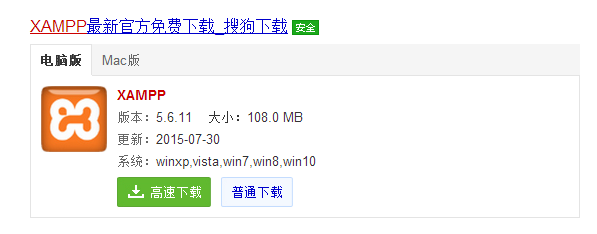 XAMPP最新官方免费下载_搜狗下载 安全
电脑版 Mac版
XAMPP
版本：5.6.11 大小：108.0 MB
更新：2015-07-30
系统：winxp,vista,win7,win8,win10
高速下载 普通下载